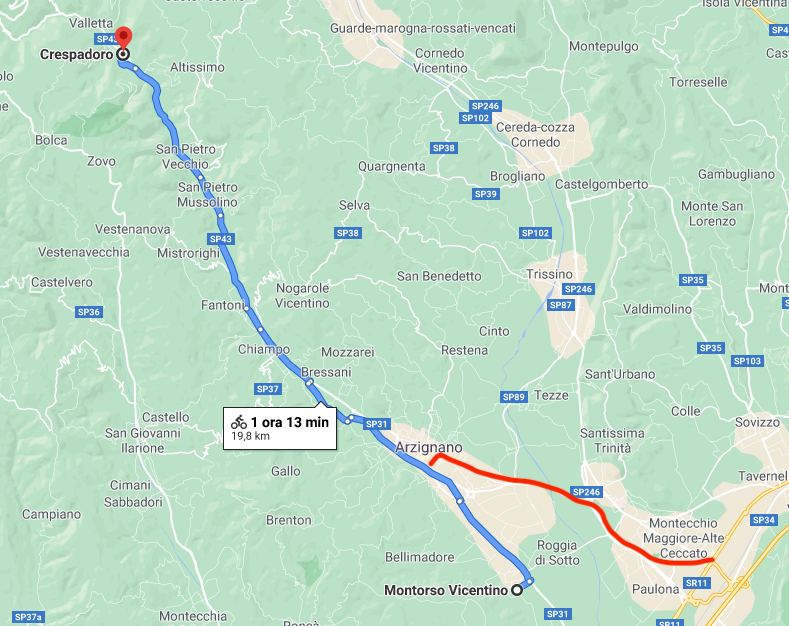 Valletta
Guarde-marogna-rossati-vencati
Isola Vicentina
SP43
Crespadoro
Cornedo
Vicentino
Montepulgo
Altissimo
Torreselle
SP246
SP102
Cereda-cozza
Cornedo
Bolca
San Pietro
Vecchio
SP38
Zovo
Quargnenta
Brogliano
Gambugliano
San Pietro
Mussolino
SP39
Castelgomberto
Selva
Monte San
Lorenzo
Vestenanova
SP43
SP38
SP102
Vestenavecchia
Mistrorighi
Castelvero
Nogarole
Vicentino
San Benedetto
Trissino
SP35
SP246
SP36
Fantoni
SP87
Valdimolino
Cinto
Chiampo
Mozzarei
Restena
SP35
SP103
Bressani
Sant'Urbano
SP37
SP89
Tezze
Colle
Castello
San Giovanni
Ilarione
1 ora 13 min
19,8 km
SP31
Sovizzo
Santissima
Trinità
Arzignano
Gallo
Cimani
Sabbadori
Tavernel
SP246
Campiano
Brenton
Montecchio
Maggiore-Alte
Ceccato
SP34
Roggia
di Sotto
Bellimadore
Montorso Vicentino
Paulona
SR11
SP37a
Montecchia
SP31
SR11